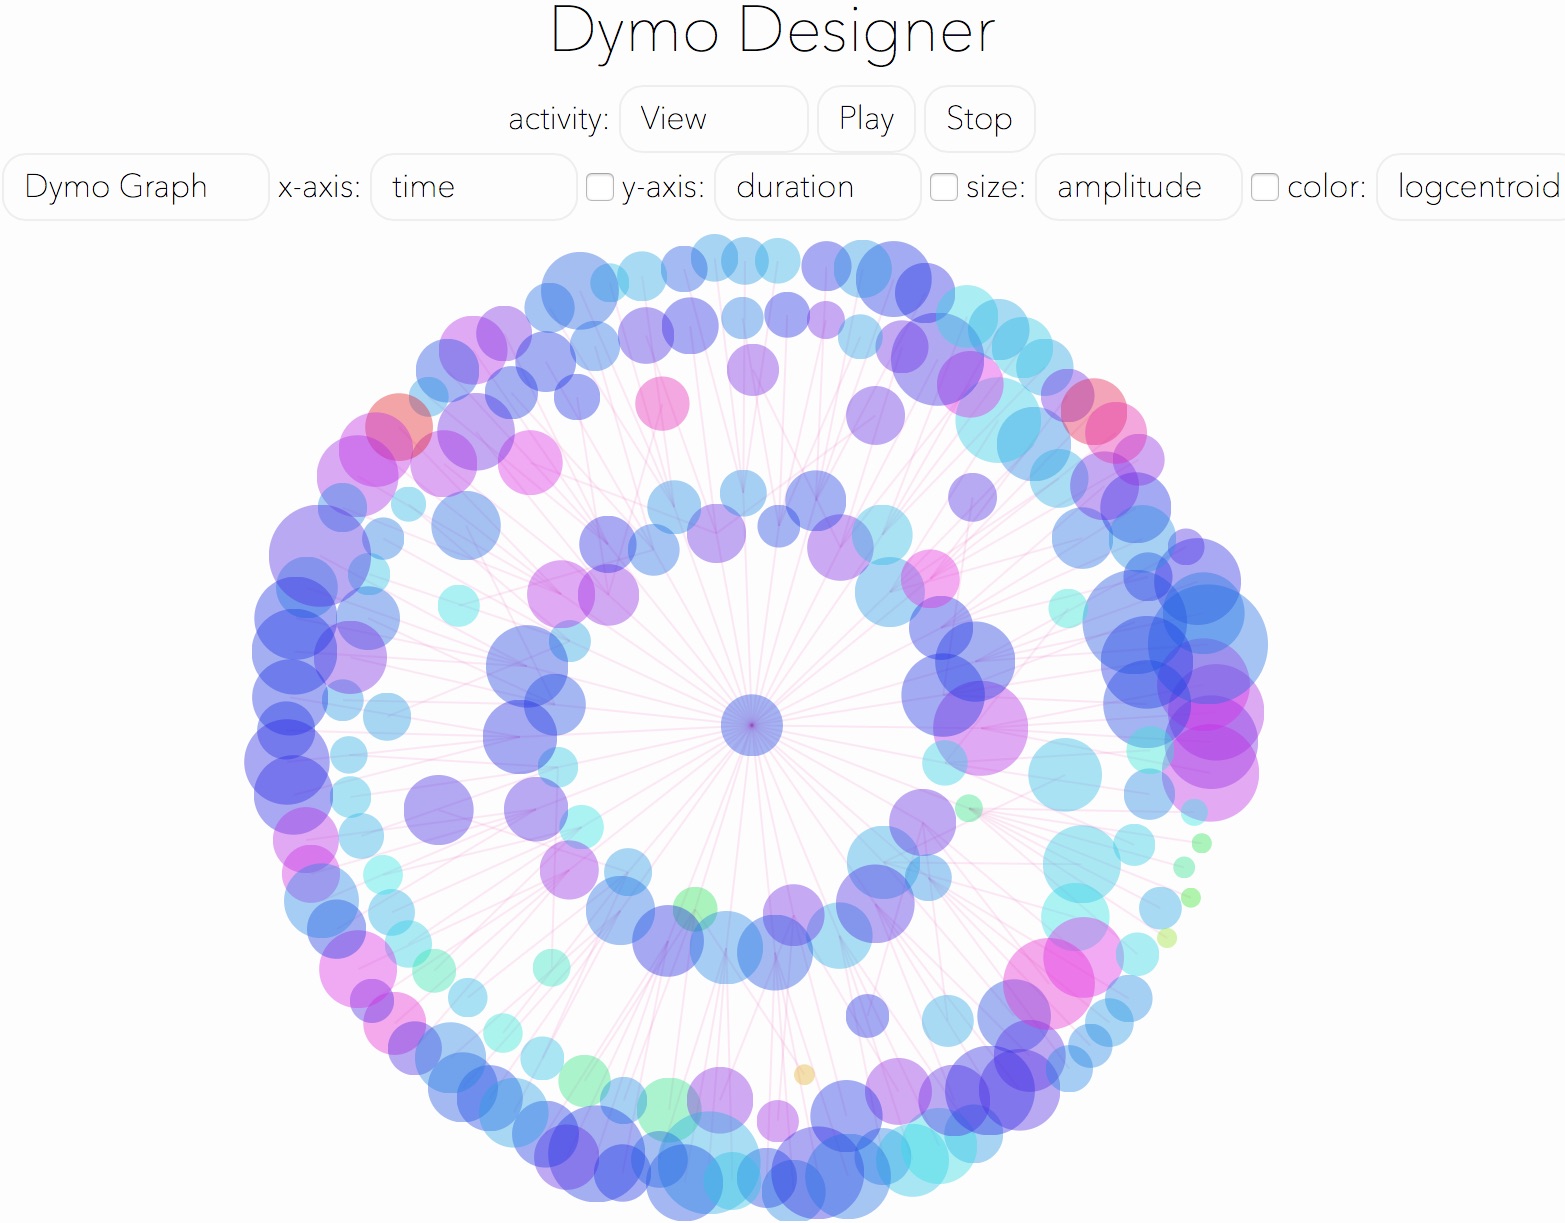 Dymo Designer
activity: View Play Stop
Dymo Graph x-axis: time y-axis: duration size: amplitude color: logcentroid